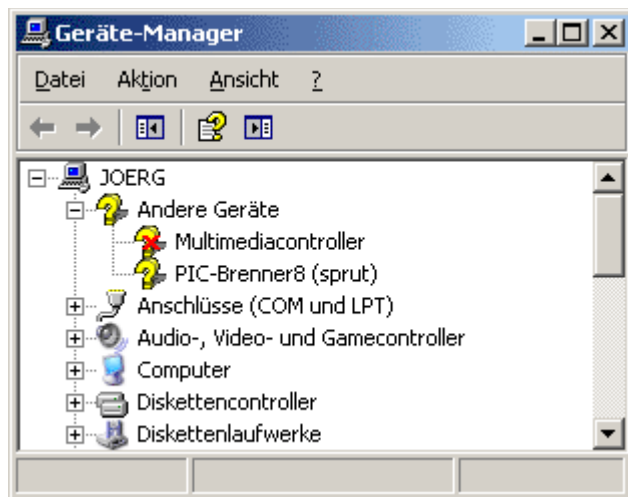 Geräte-Manager
Datei Aktion Ansicht ?
JOERG
Andere Geräte
Multimediacontroller
PIC-Brenner8 (sprut)
Anschlüsse (COM und LPT)
Audio-, Video- und Gamecontroller
Computer
Diskettencontroller
Diskettenlaufwerke